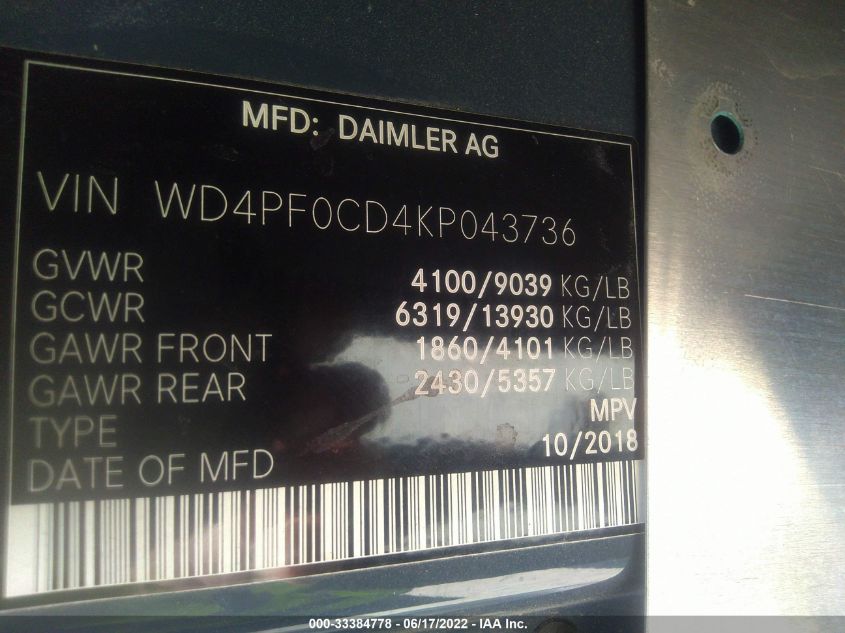 MFD: DAIMLER AG
VIN WD4PF0CD4KP043736
GVWR 4100/9039 KG/LB
GCWR 6319/13930 KG/LB
GAWR FRONT 1860/4101 KG/LB
GAWR REAR 2430/5357 KG/LB
TYPE MPV
DATE OF MFD 10/2018
000-33384778 - 06/17/2022 - IAA Inc.